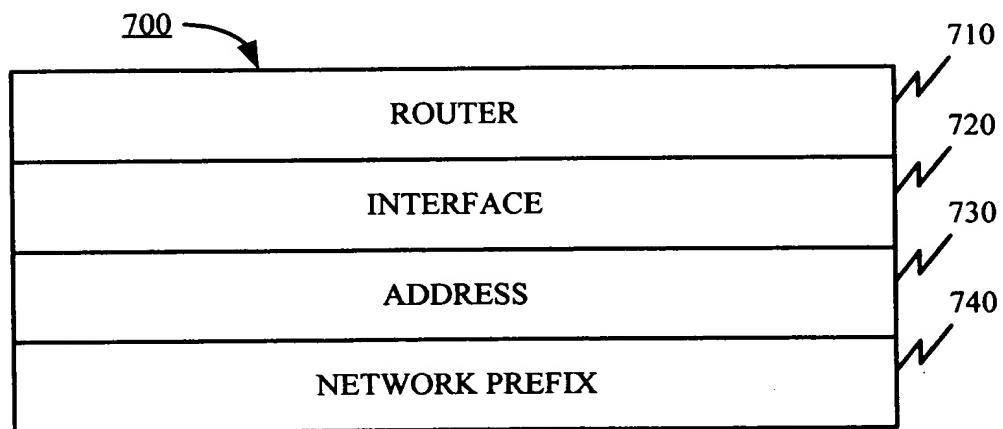 700
710
ROUTER
720
INTERFACE
730
ADDRESS
740
NETWORK PREFIX